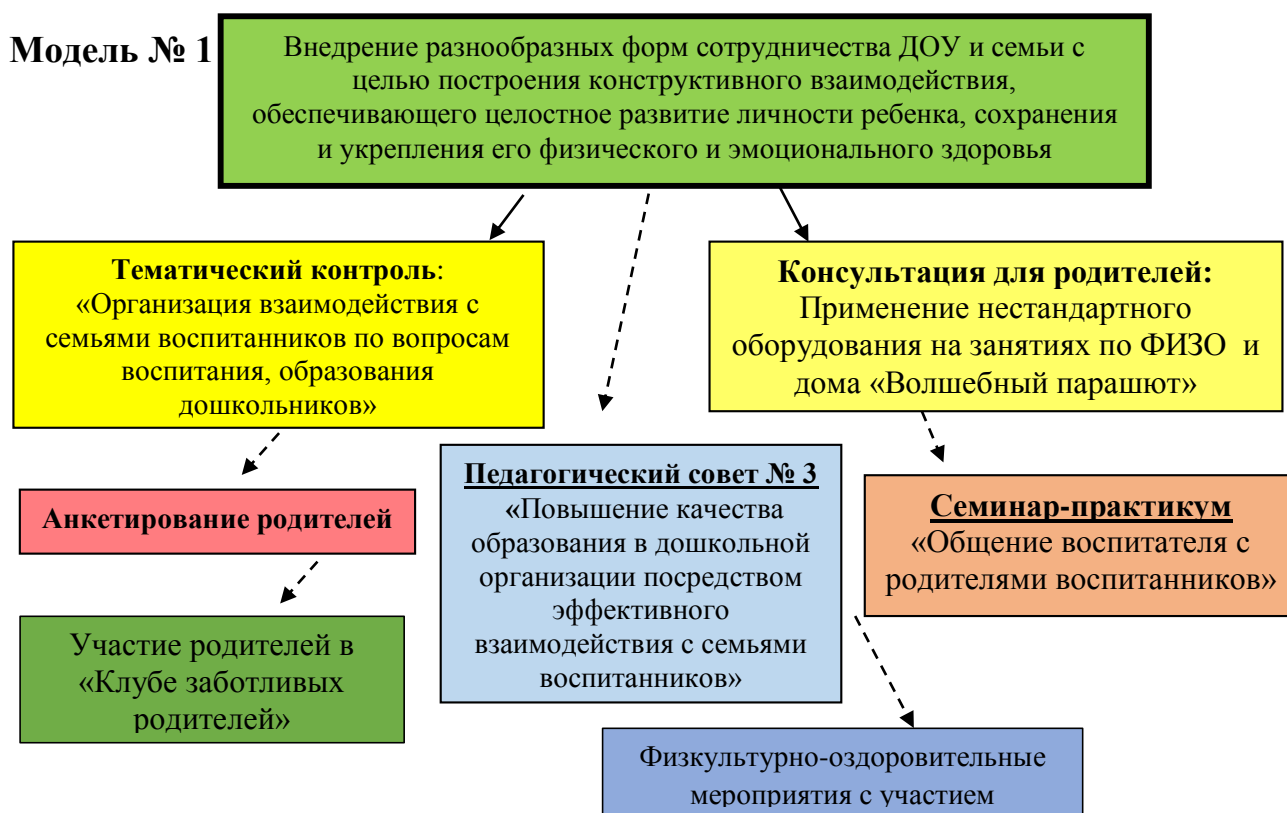 Модель № 1
Внедрение разнообразных форм сотрудничества ДОУ и семьи с
целью построения конструктивного взаимодействия,
обеспечивающего целостное развитие личности ребенка, сохранения
и укрепления его физического и эмоционального здоровья
Тематический контроль:
«Организация взаимодействия с
семьями воспитанников по вопросам
воспитания, образования
дошкольников»
Консультация для родителей:
Применение нестандартного
оборудования на занятиях по ФИЗО и
дома «Волшебный парашют»
Анкетирование родителей
Педагогический совет № 3
«Повышение качества
образования в дошкольной
организации посредством
эффективного
взаимодействия с семьями
воспитанников»
Семинар-практикум
«Общение воспитателя с
родителями воспитанников»
Участие родителей в
«Клубе заботливых
родителей»
Физкультурно-оздоровительные
мероприятия с участием